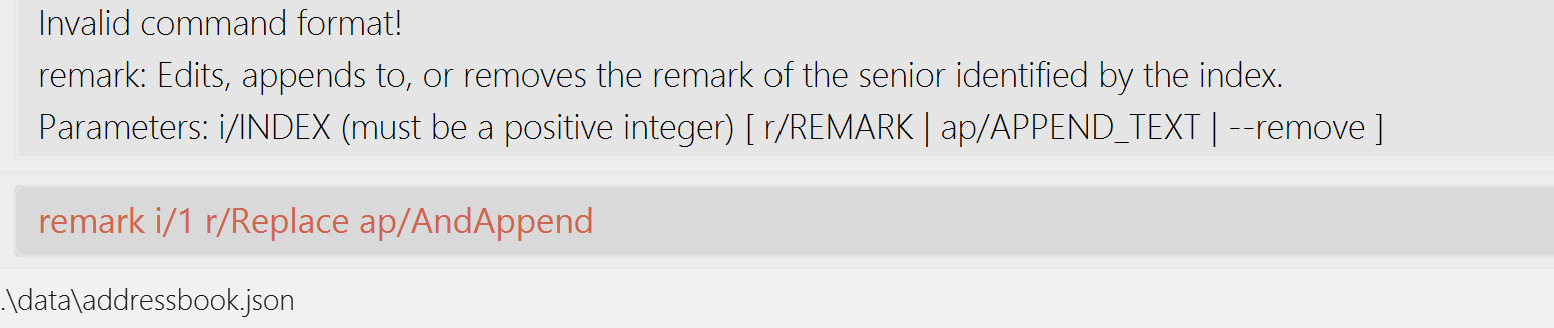 Invalid command format!
remark: Edits, appends to, or removes the remark of the senior identified by the index.
Parameters: i/INDEX (must be a positive integer) [ r/REMARK | ap/APPEND_TEXT | --remove ]
remark i/1 r/Replace ap/AndAppend
.\data\addressbook.json